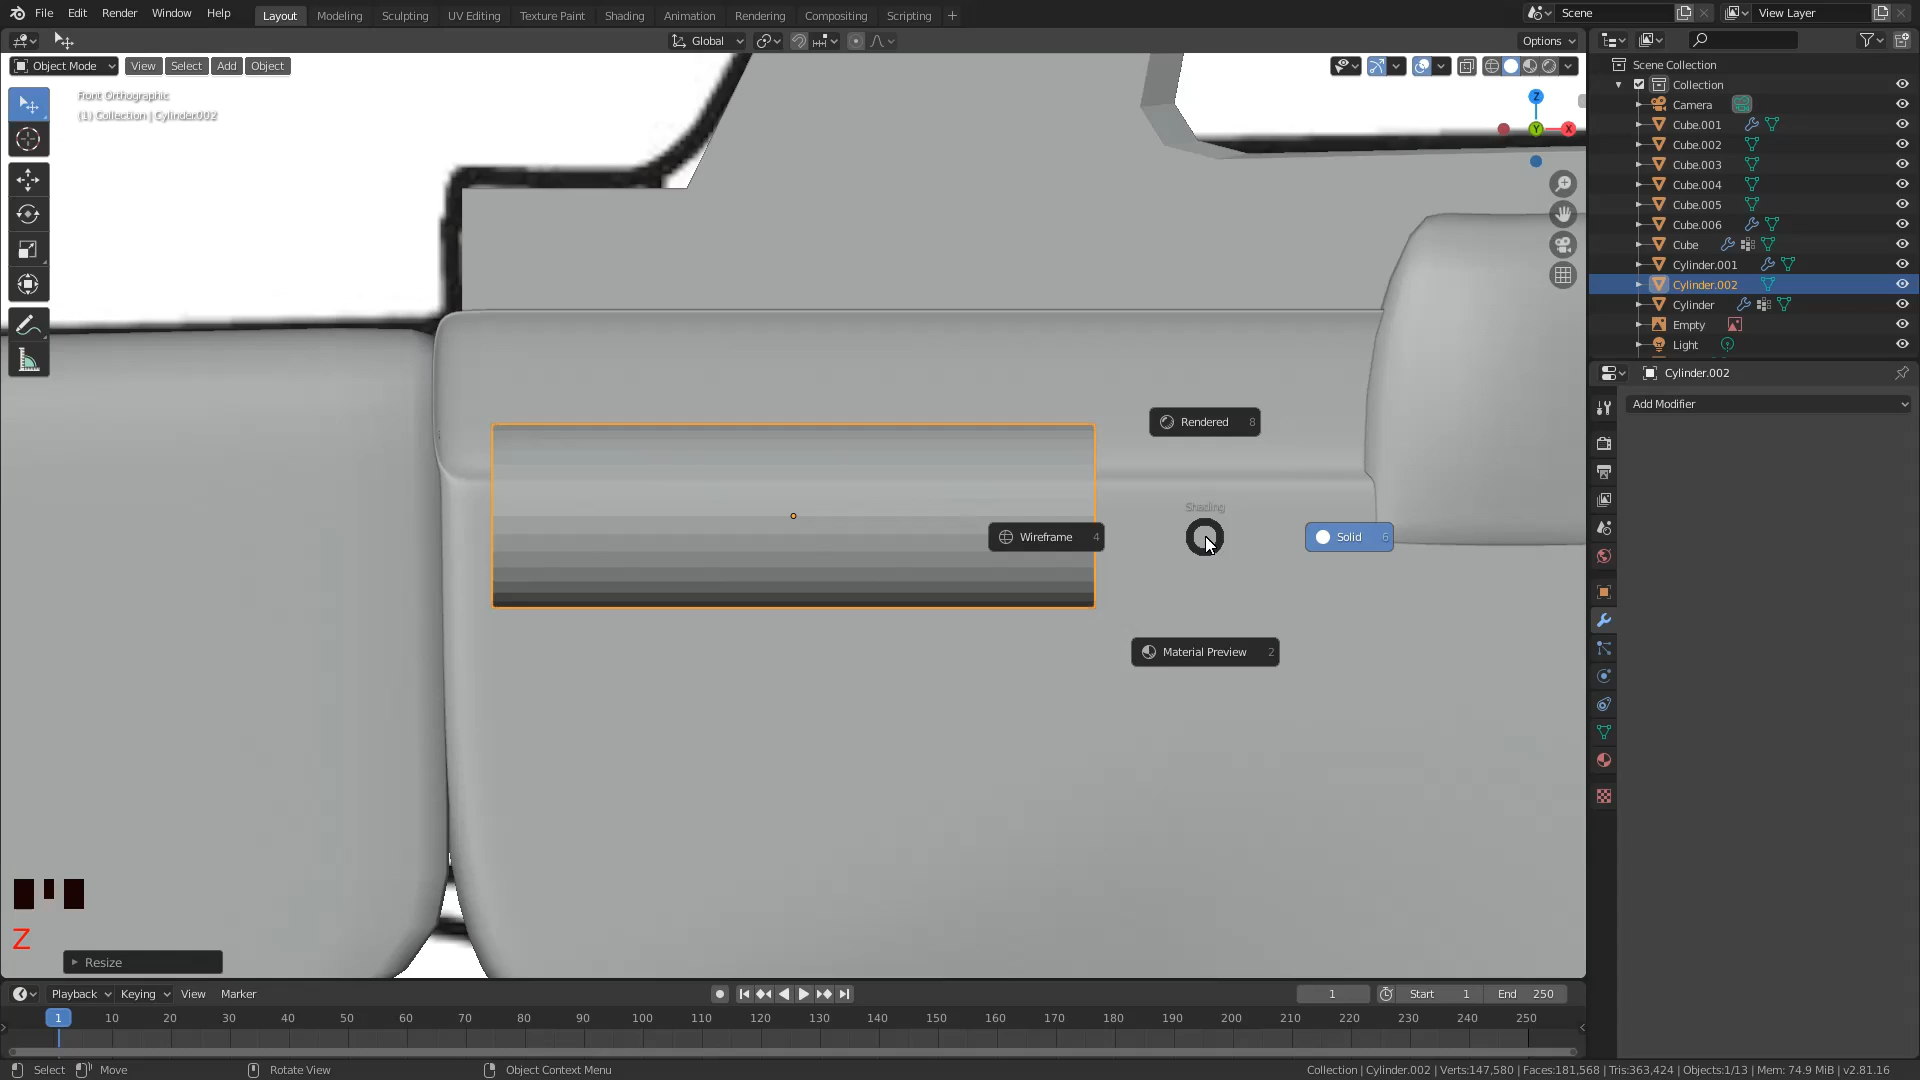 File Edit Render Window Help Layout Modeling Sculpting UV Editing Texture Paint Shading Animation Rendering Compositing Scripting + Scene View Layer
Global Options
Object Mode View Select Add Object
Front Orthographic
(1) Collection | Cylinder002
Z
X
Y
Rendered 8
Shading
Wireframe 4
Solid 6
Material Preview 2
Z
Resize
Scene Collection
Collection
Camera
Cube.001
Cube.002
Cube.003
Cube.004
Cube.005
Cube.006
Cube
Cylinder.001
Cylinder.002
Cylinder
Empty
Light
Cylinder.002
Add Modifier
Playback Keying View Marker 1 Start 1 End 250
1 10 20 30 40 50 60 70 80 90 100 110 120 130 140 150 160 170 180 190 200 210 220 230 240 250
Select Move Rotate View Object Context Menu Collection | Cylinder.002 | Verts:147,580 | Faces:181,568 | Tris:363,424 | Objects:1/13 | Mem: 74.9 MiB | v2.81.16